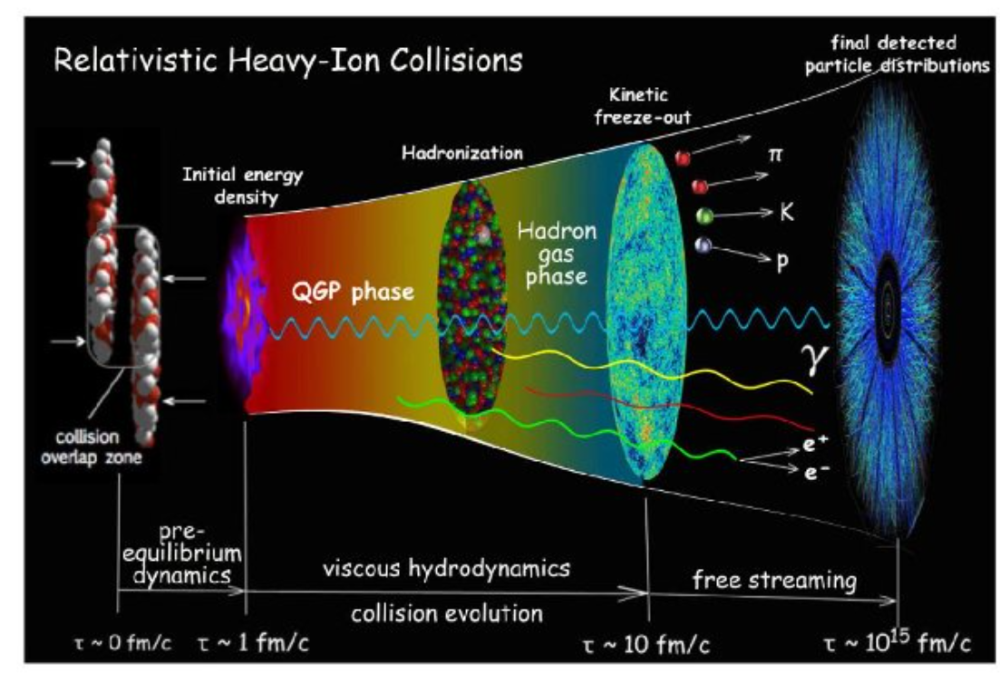 Relativistic Heavy-Ion Collisions
final detected
particle distributions
Kinetic
freeze-out
Hadronization
Initial energy
density
π
K
p
Hadron
gas
phase
QGP phase
γ
e⁺
e⁻
collision
overlap zone
pre-
equilibrium
dynamics
viscous hydrodynamics
collision evolution
free streaming
τ ~ 0 fm/c
τ ~ 1 fm/c
τ ~ 10 fm/c
τ ~ 10¹⁵ fm/c